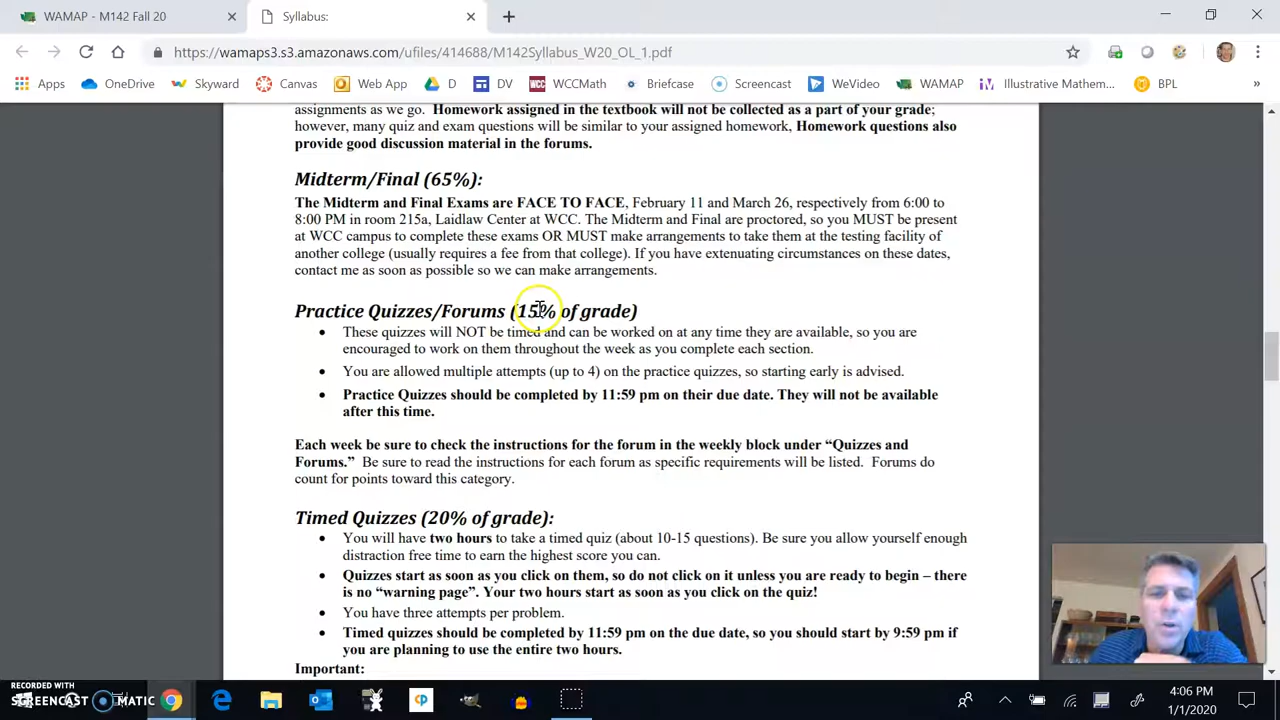 WAMAP - M142 Fall 20
Syllabus:
https://wamaps3.s3.amazonaws.com/ufiles/414688/M142Syllabus_W20_OL_1.pdf
Apps OneDrive Skyward Canvas Web App D DV WCCMath Briefcase Screencast WeVideo WAMAP Illustrative Mathem... BPL »
assignments as we go. Homework assigned in the textbook will not be collected as a part of your grade;
however, many quiz and exam questions will be similar to your assigned homework, Homework questions also
provide good discussion material in the forums.
Midterm/Final (65%):
The Midterm and Final Exams are FACE TO FACE, February 11 and March 26, respectively from 6:00 to
8:00 PM in room 215a, Laidlaw Center at WCC. The Midterm and Final are proctored, so you MUST be present
at WCC campus to complete these exams OR MUST make arrangements to take them at the testing facility of
another college (usually requires a fee from that college). If you have extenuating circumstances on these dates,
contact me as soon as possible so we can make arrangements.
Practice Quizzes/Forums (15% of grade)
• These quizzes will NOT be timed and can be worked on at any time they are available, so you are
encouraged to work on them throughout the week as you complete each section.
• You are allowed multiple attempts (up to 4) on the practice quizzes, so starting early is advised.
• Practice Quizzes should be completed by 11:59 pm on their due date. They will not be available
after this time.
Each week be sure to check the instructions for the forum in the weekly block under “Quizzes and
Forums.” Be sure to read the instructions for each forum as specific requirements will be listed. Forums do
count for points toward this category.
Timed Quizzes (20% of grade):
• You will have two hours to take a timed quiz (about 10-15 questions). Be sure you allow yourself enough
distraction free time to earn the highest score you can.
• Quizzes start as soon as you click on them, so do not click on it unless you are ready to begin – there
is no “warning page”. Your two hours start as soon as you click on the quiz!
• You have three attempts per problem.
• Timed quizzes should be completed by 11:59 pm on the due date, so you should start by 9:59 pm if
you are planning to use the entire two hours.
Important:
RECORDED WITH
SCREENCAST MATIC
4:06 PM
1/1/2020